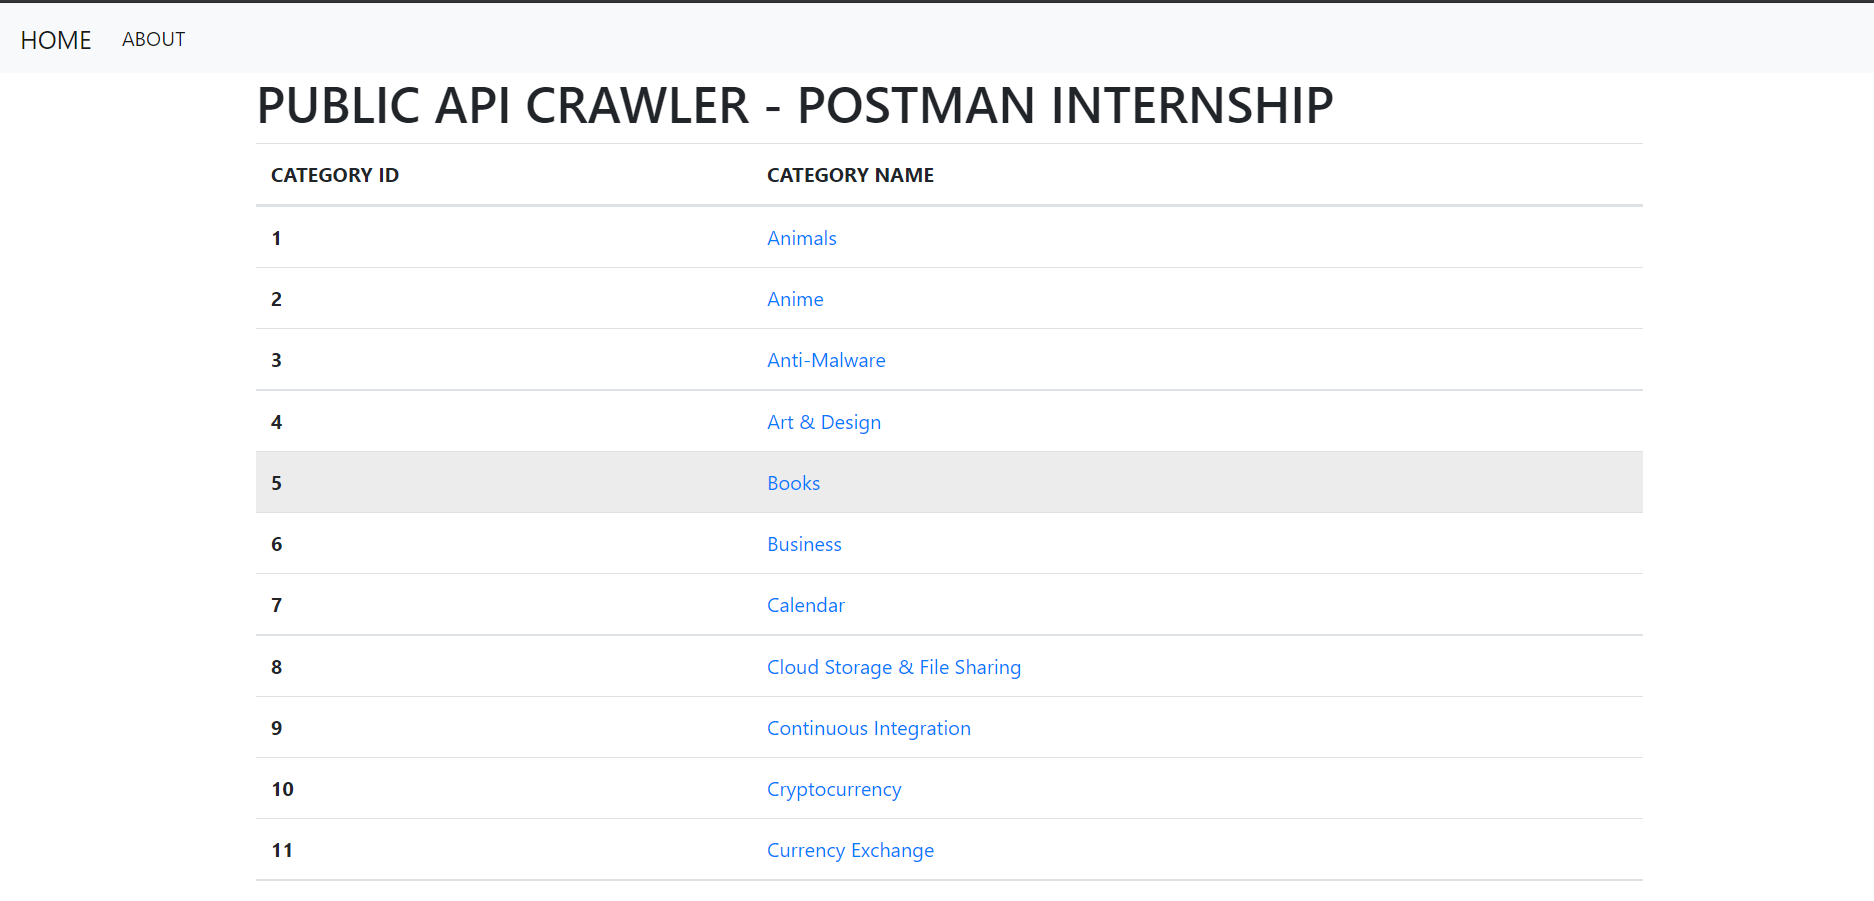 HOME ABOUT
PUBLIC API CRAWLER - POSTMAN INTERNSHIP
CATEGORY ID CATEGORY NAME
1 Animals
2 Anime
3 Anti-Malware
4 Art & Design
5 Books
6 Business
7 Calendar
8 Cloud Storage & File Sharing
9 Continuous Integration
10 Cryptocurrency
11 Currency Exchange